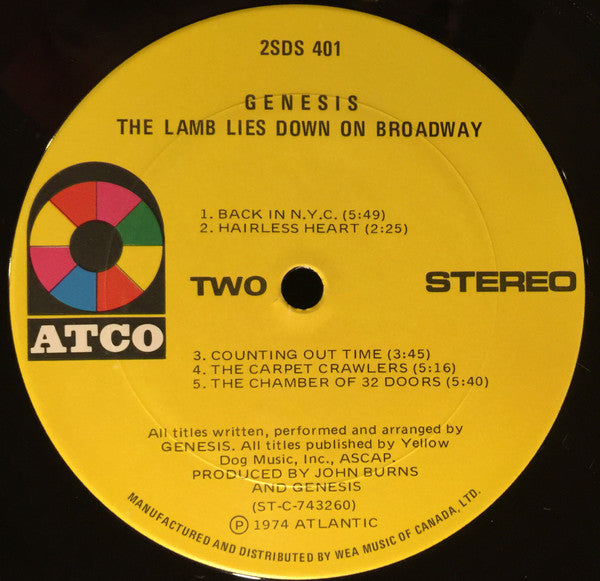 2SDS 401
GENESIS
THE LAMB LIES DOWN ON BROADWAY
1. BACK IN N.Y.C. (5:49)
2. HAIRLESS HEART (2:25)
TWO
STEREO
ATCO
3. COUNTING OUT TIME (3:45)
4. THE CARPET CRAWLERS (5:16)
5. THE CHAMBER OF 32 DOORS (5:40)
All titles written, performed and arranged by
GENESIS. All titles published by Yellow
Dog Music, Inc., ASCAP.
PRODUCED BY JOHN BURNS
AND GENESIS
(ST-C-743260)
Ⓟ 1974 ATLANTIC
MANUFACTURED AND DISTRIBUTED BY WEA MUSIC OF CANADA, LTD.